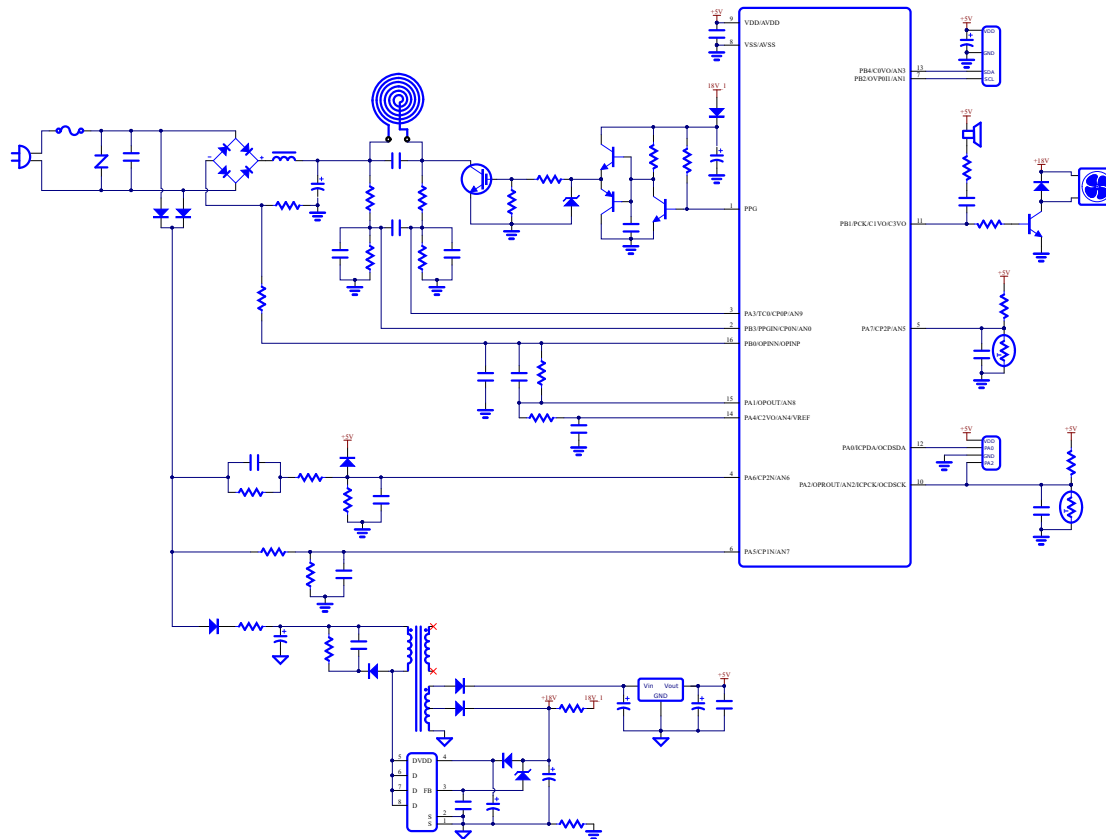 +5V
9 VDD/AVDD
8 VSS/AVSS
+5V
VDD
GND
PB4/C0VO/AN3 13 SDA
PB2/OVP0I1/AN1 7 SCL
18V_1
+5V
+18V
1 PPG
PB1/PCK/C1VO/C3VO 11
- +
+5V
3 PA3/TC0/CP0P/AN9
2 PB3/PPGIN/CP0N/AN0
PA7/CP2P/AN5 5
16 PB0/OPINN/OPINP
15 PA1/OPOUT/AN8
14 PA4/C2VO/AN4/VREF
+5V
+5V
+5V
VDD
PA0/ICPDA/OCDSDA 12 PA0
GND
PA2
4 PA6/CP2N/AN6
PA2/OPROUT/AN2/ICPCK/OCDSCK 10
6 PA5/CP1N/AN7
+5V
Vin Vout
GND
+18V 18V_1
5 DVDD 4
6 D
7 D FB 3
8 D
S 2
S 1